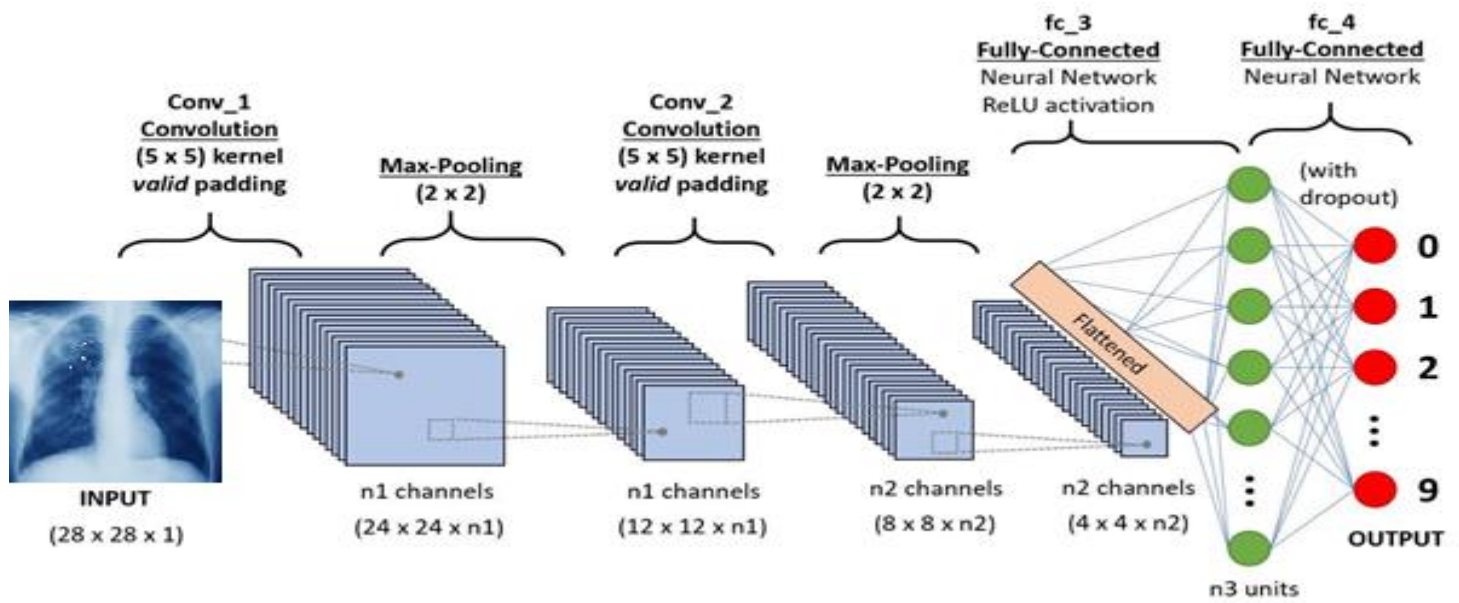 Conv_1
Convolution
(5 x 5) kernel
valid padding
Max-Pooling
(2 x 2)
Conv_2
Convolution
(5 x 5) kernel
valid padding
Max-Pooling
(2 x 2)
fc_3
Fully-Connected
Neural Network
ReLU activation
fc_4
Fully-Connected
Neural Network
(with
dropout)
Flattened
0
1
2
9
OUTPUT
INPUT
(28 x 28 x 1)
n1 channels
(24 x 24 x n1)
n1 channels
(12 x 12 x n1)
n2 channels
(8 x 8 x n2)
n2 channels
(4 x 4 x n2)
n3 units